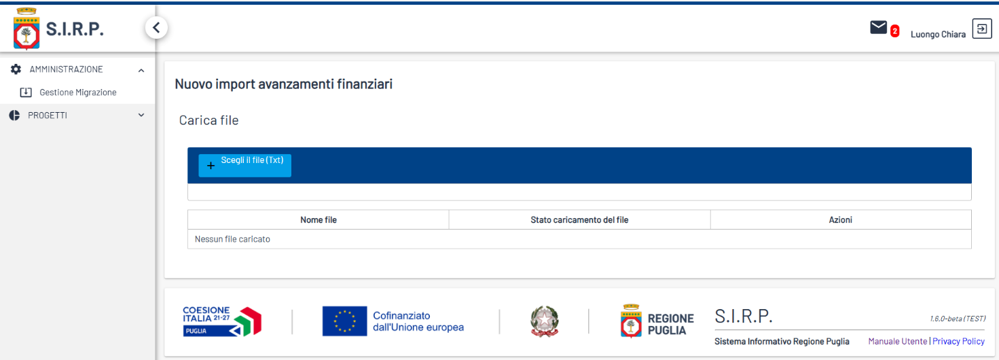 S.I.R.P.
2
Luongo Chiara
AMMINISTRAZIONE
Gestione Migrazione
PROGETTI
Nuovo import avanzamenti finanziari
Carica file
+ Scegli il file (Txt)
Nome file Stato caricamento del file Azioni
Nessun file caricato
COESIONE
ITALIA 21-27
PUGLIA
Cofinanziato
dall'Unione europea
REGIONE
PUGLIA
S.I.R.P.
1.6.0-beta (TEST)
Sistema Informativo Regione Puglia
Manuale Utente | Privacy Policy